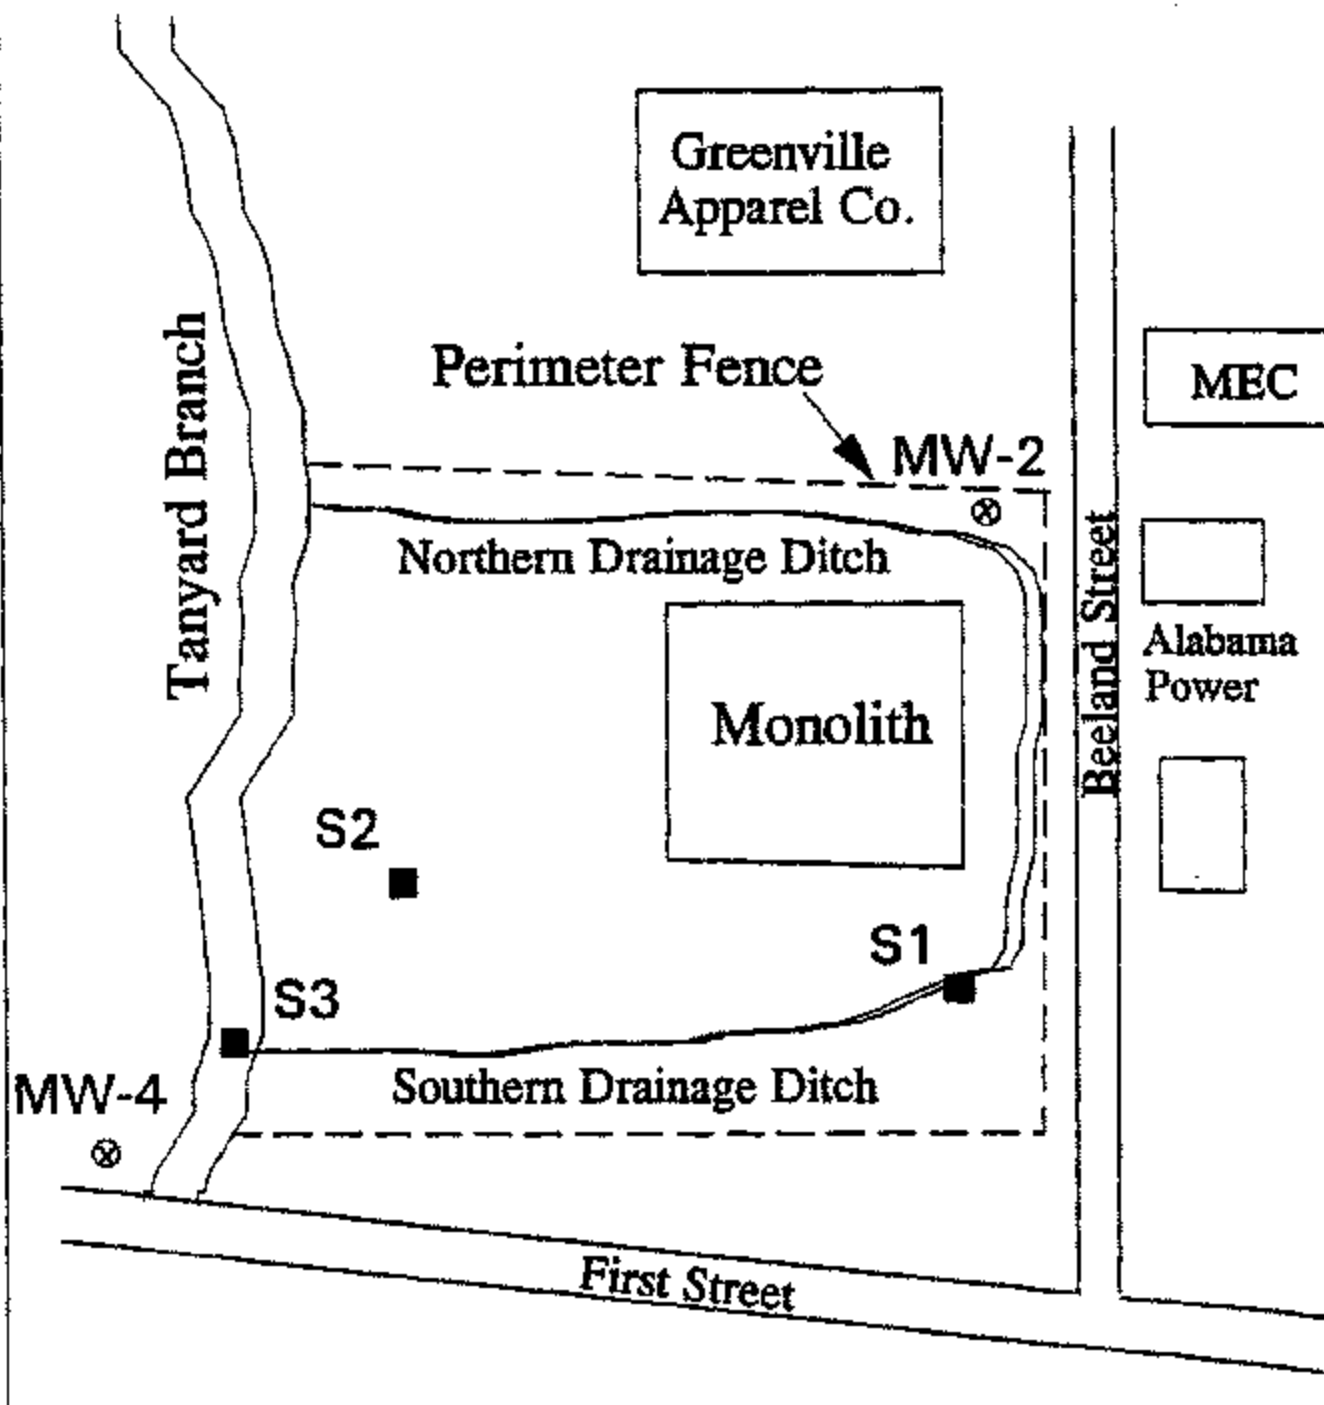 Greenville
Apparel Co.
Perimeter Fence
MEC
MW-2
Tanyard Branch
Northern Drainage Ditch
Beeland Street
Alabama
Power
Monolith
S2
S1
S3
MW-4
Southern Drainage Ditch
First Street